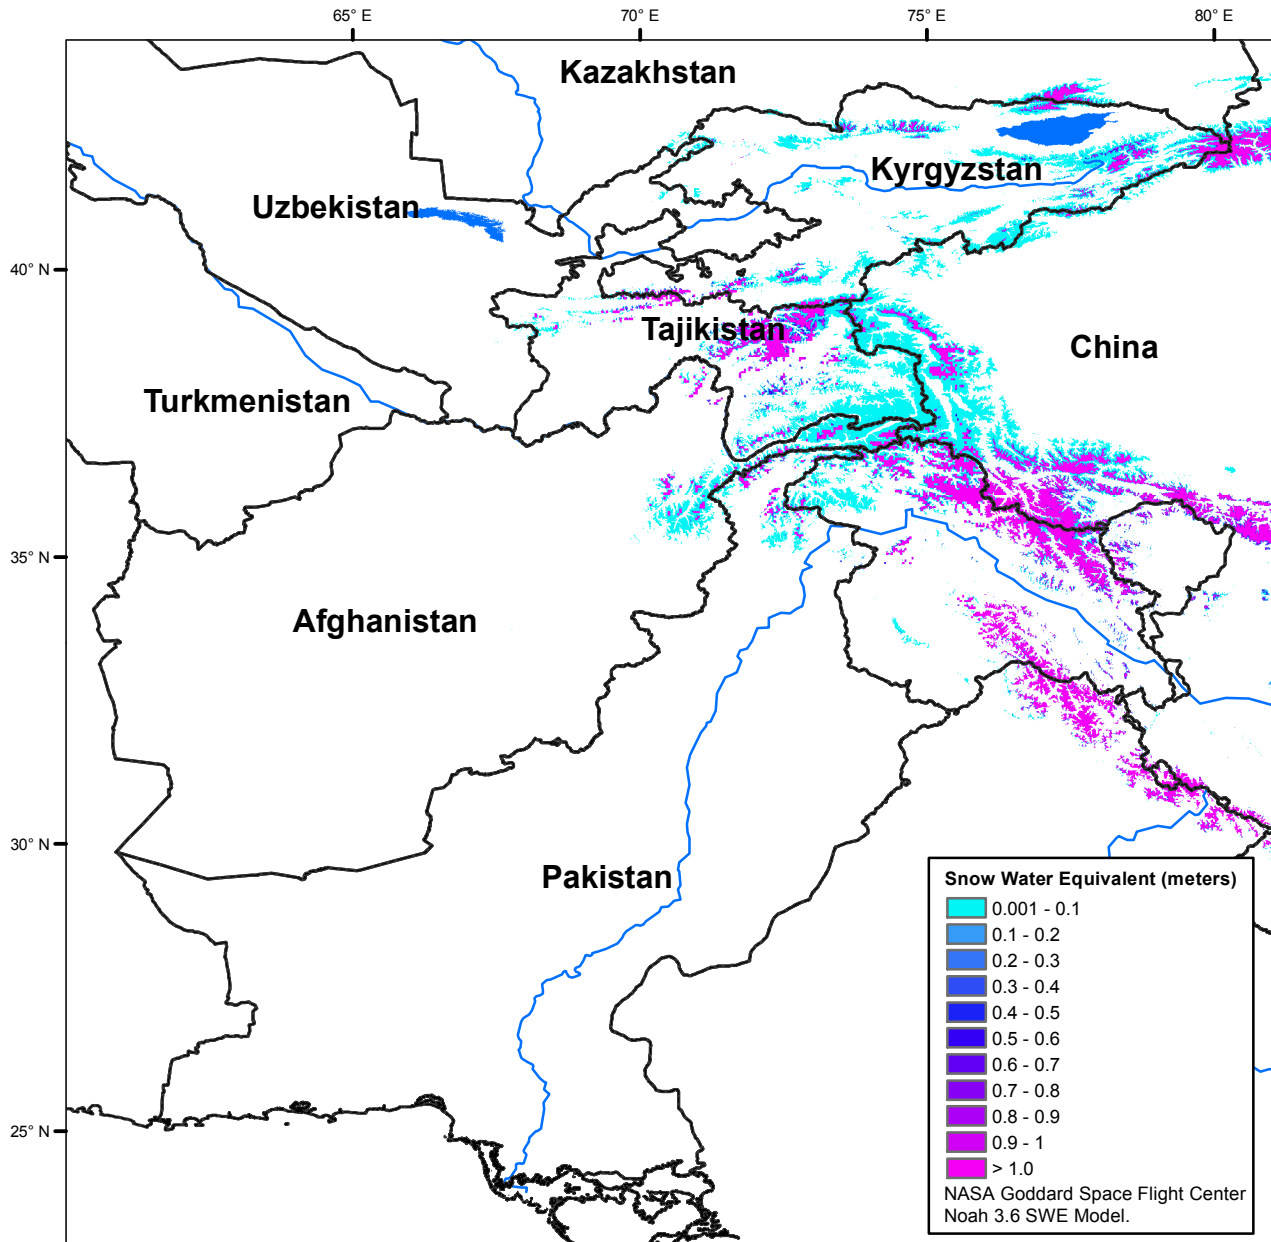 65° E
70° E
75° E
80° E
Kazakhstan
Kyrgyzstan
Uzbekistan
40° N
Tajikistan
China
Turkmenistan
35° N
Afghanistan
30° N
Pakistan
25° N
Snow Water Equivalent (meters)
0.001 - 0.1
0.1 - 0.2
0.2 - 0.3
0.3 - 0.4
0.4 - 0.5
0.5 - 0.6
0.6 - 0.7
0.7 - 0.8
0.8 - 0.9
0.9 - 1
> 1.0
NASA Goddard Space Flight Center
Noah 3.6 SWE Model.